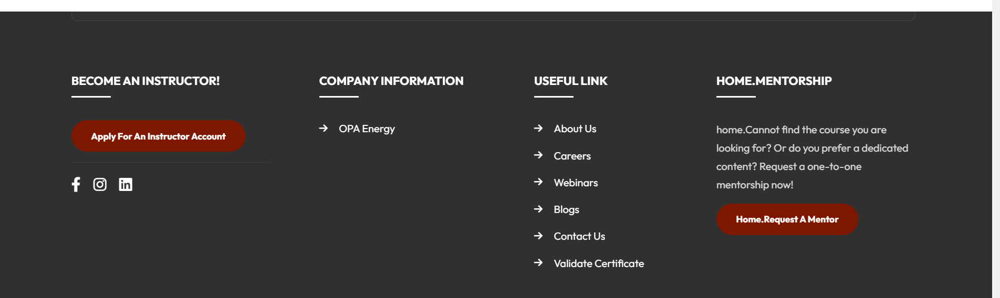 BECOME AN INSTRUCTOR!
Apply For An Instructor Account
COMPANY INFORMATION
OPA Energy
USEFUL LINK
About Us
Careers
Webinars
Blogs
Contact Us
Validate Certificate
HOME.MENTORSHIP
home.Cannot find the course you are
looking for? Or do you prefer a dedicated
content? Request a one-to-one
mentorship now!
Home.Request A Mentor